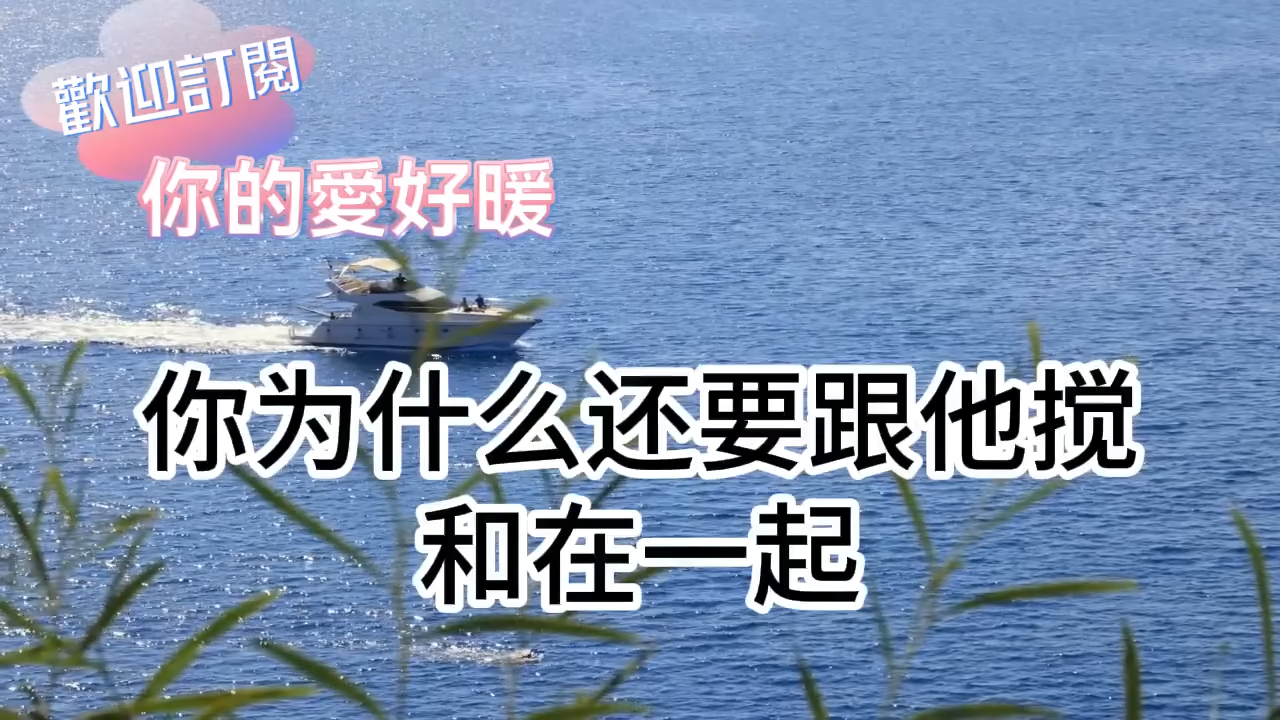 歡迎訂閱
你的愛好暖
你为什么还要跟他搅
和在一起